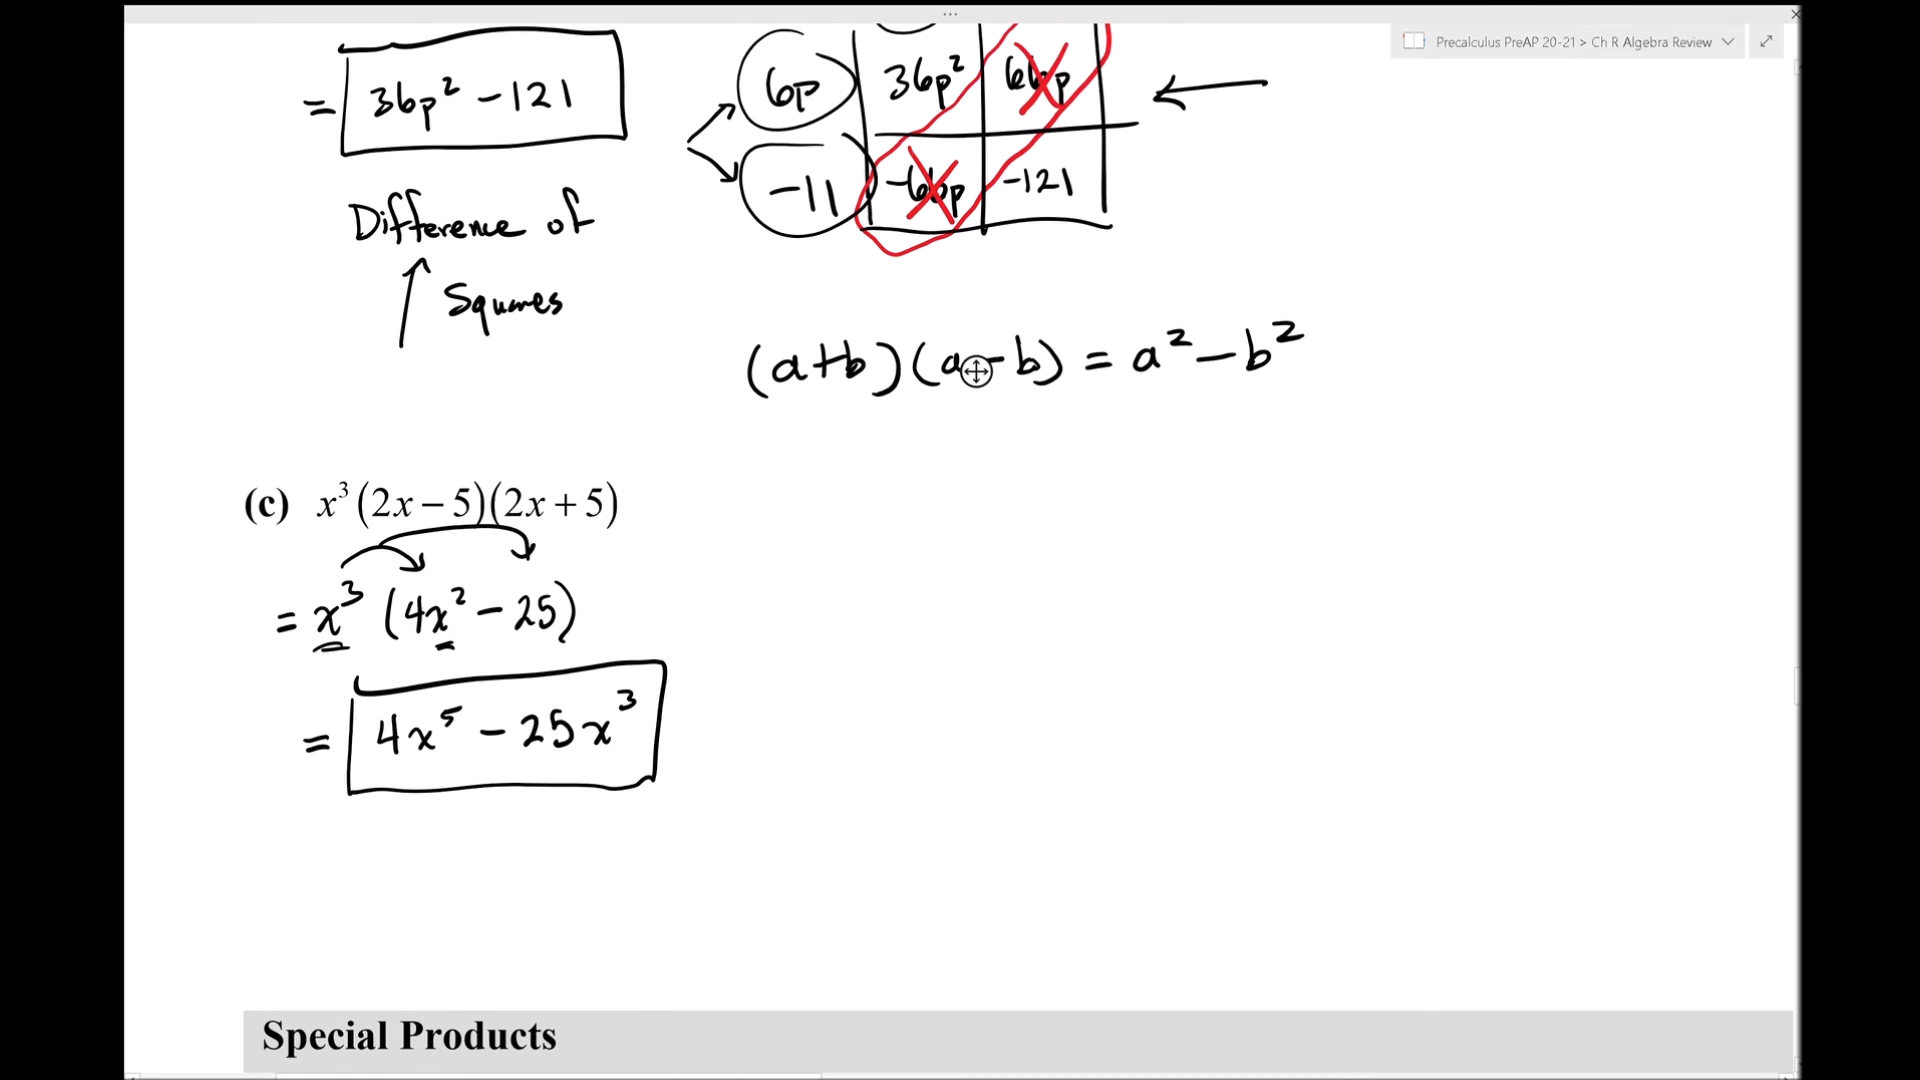 Precalculus PreAP 20-21 > Ch R Algebra Review
= 36p² - 121
6p 36p² 66p
-11 -66p -121
Difference of
Squares
(a+b)(a-b) = a² - b²
(c) x³(2x - 5)(2x + 5)
= x³ (4x² - 25)
= 4x⁵ - 25x³
Special Products